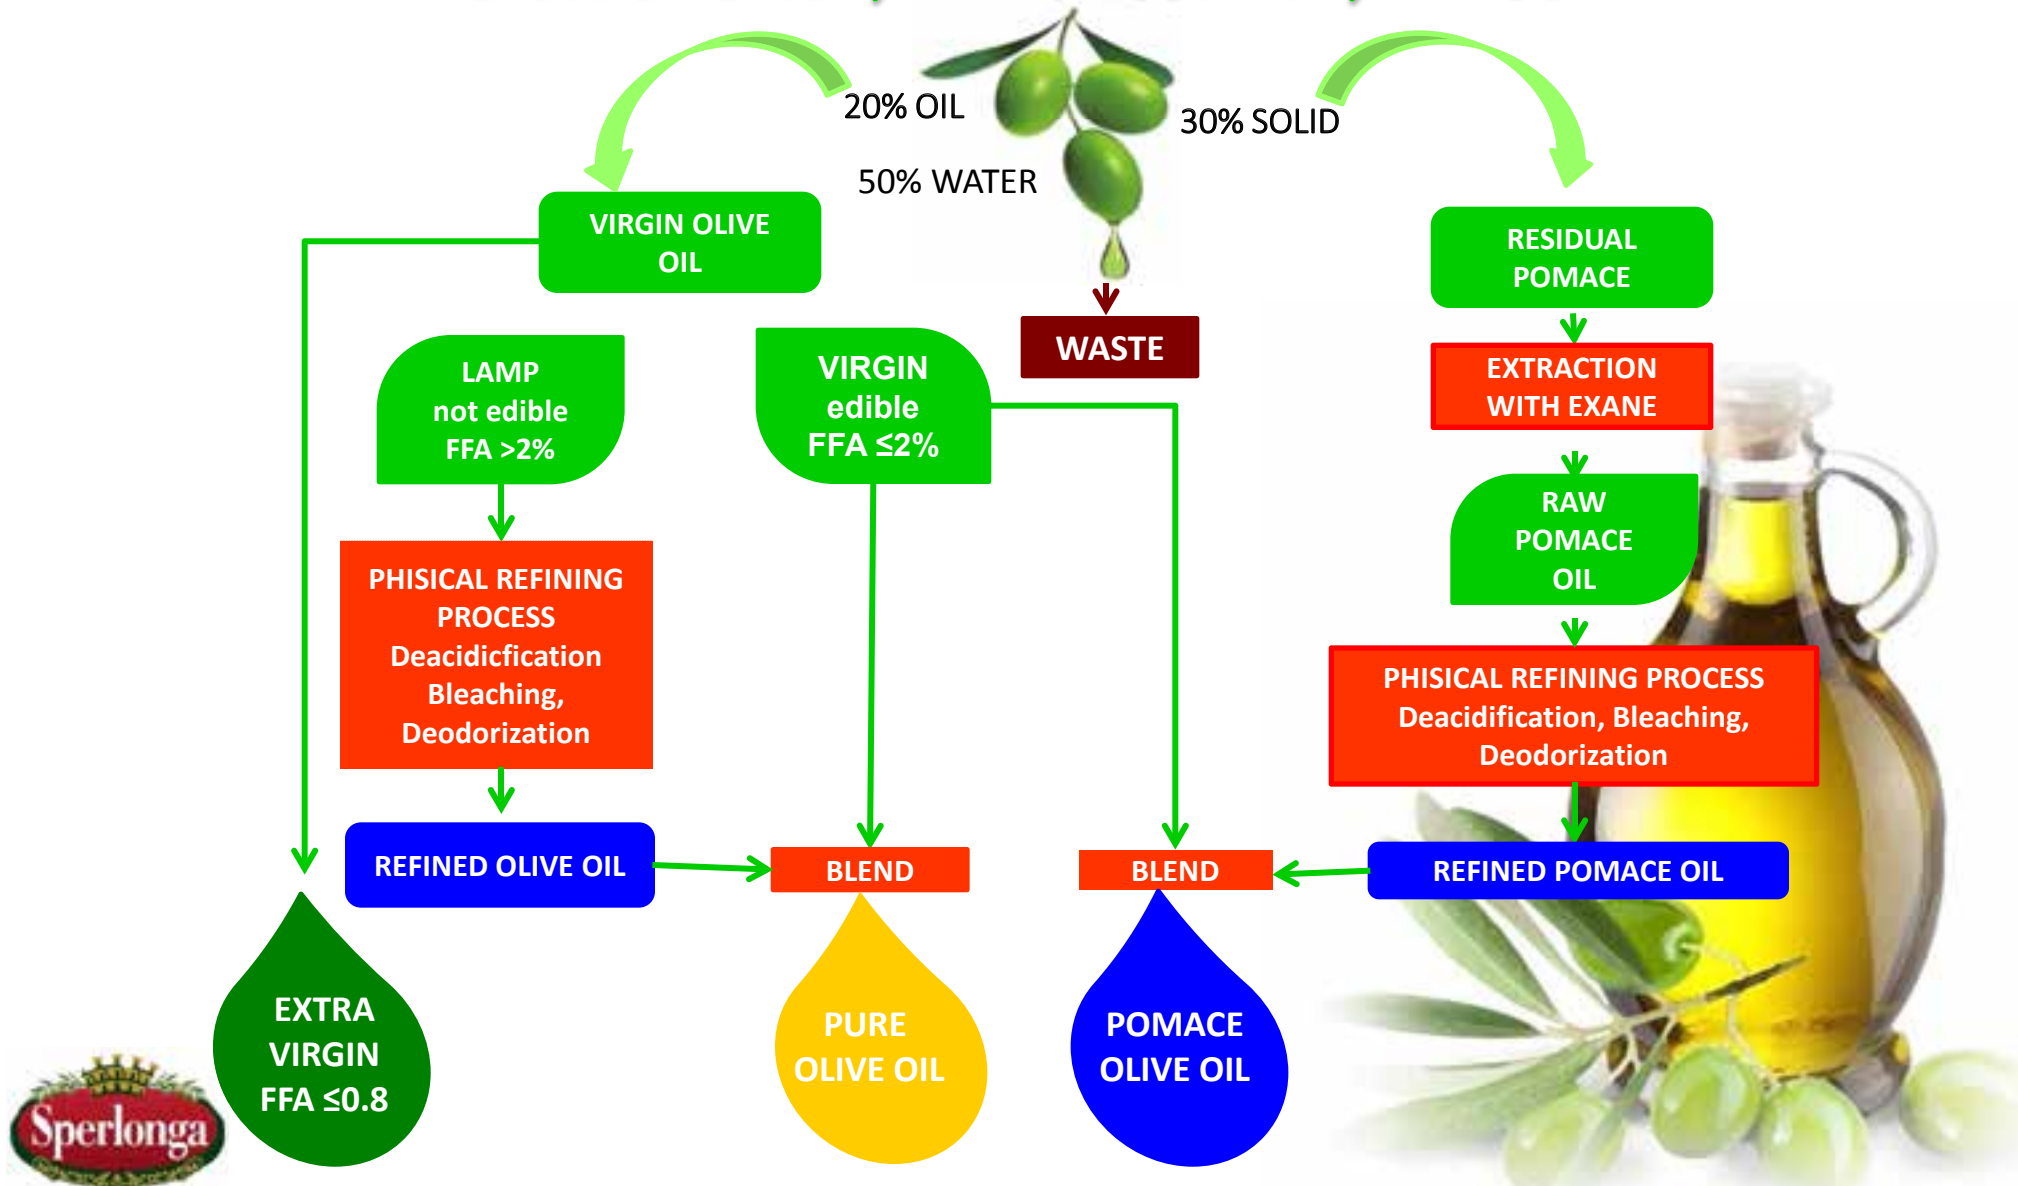 20% OIL
30% SOLID
50% WATER
VIRGIN OLIVE
OIL
RESIDUAL
POMACE
WASTE
LAMP
not edible
FFA >2%
VIRGIN
edible
FFA ≤2%
EXTRACTION
WITH EXANE
RAW
POMACE
OIL
PHISICAL REFINING
PROCESS
Deacidicfication
Bleaching,
Deodorization
PHISICAL REFINING PROCESS
Deacidification, Bleaching,
Deodorization
REFINED OLIVE OIL
BLEND
BLEND
REFINED POMACE OIL
EXTRA
VIRGIN
FFA ≤0.8
PURE
OLIVE OIL
POMACE
OLIVE OIL
Sperlonga